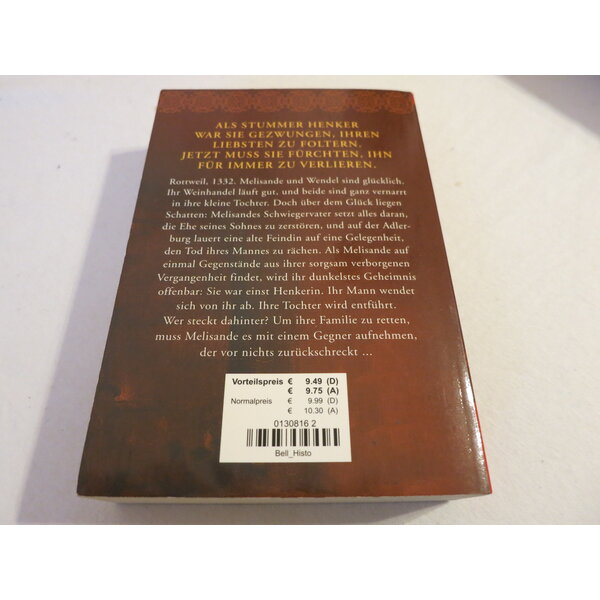 ALS STUMMER HENKER
WAR SIE GEZWUNGEN, IHREN
LIEBSTEN ZU FOLTERN.
JETZT MUSS SIE FÜRCHTEN, IHN
FÜR IMMER ZU VERLIEREN.
Rottweil, 1332. Melisande und Wendel sind glücklich.
Ihr Weinhandel läuft gut, und beide sind ganz vernarrt
in ihre kleine Tochter. Doch über dem Glück liegen
Schatten: Melisandes Schwiegervater setzt alles daran,
die Ehe seines Sohnes zu zerstören, und auf der Adler-
burg lauert eine alte Feindin auf eine Gelegenheit,
den Tod ihres Mannes zu rächen. Als Melisande auf
einmal Gegenstände aus ihrer sorgsam verborgenen
Vergangenheit findet, wird ihr dunkelstes Geheimnis
offenbar: Sie war einst Henkerin. Ihr Mann wendet
sich von ihr ab. Ihre Tochter wird entführt.
Wer steckt dahinter? Um ihre Familie zu retten,
muss Melisande es mit einem Gegner aufnehmen,
der vor nichts zurückschreckt ...
Vorteilspreis € 9.49 (D)
€ 9.75 (A)
Normalpreis € 9.99 (D)
€ 10.30 (A)
0130816 2
Bell_Histo